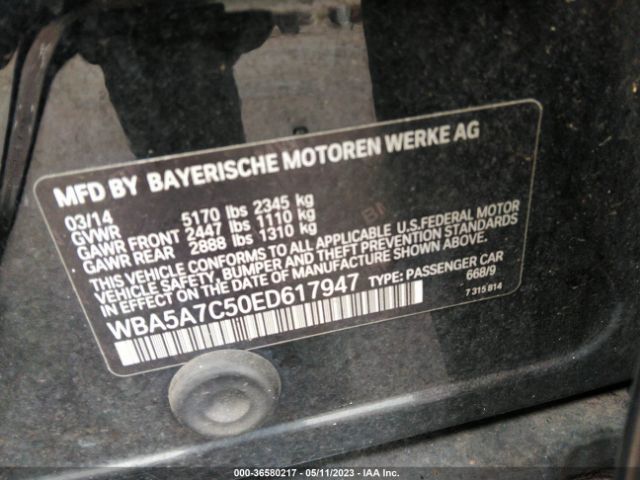 MFD BY BAYERISCHE MOTOREN WERKE AG
03/14
GVWR 5170 lbs 2345 kg
GAWR FRONT 2447 lbs 1110 kg
GAWR REAR 2888 lbs 1310 kg
THIS VEHICLE CONFORMS TO ALL APPLICABLE U.S.FEDERAL MOTOR
VEHICLE SAFETY, BUMPER AND THEFT PREVENTION STANDARDS
IN EFFECT ON THE DATE OF MANUFACTURE SHOWN ABOVE.
WBA5A7C50ED617947 TYPE: PASSENGER CAR
668/9
7 315 814
000-36580217 - 05/11/2023 - IAA Inc.